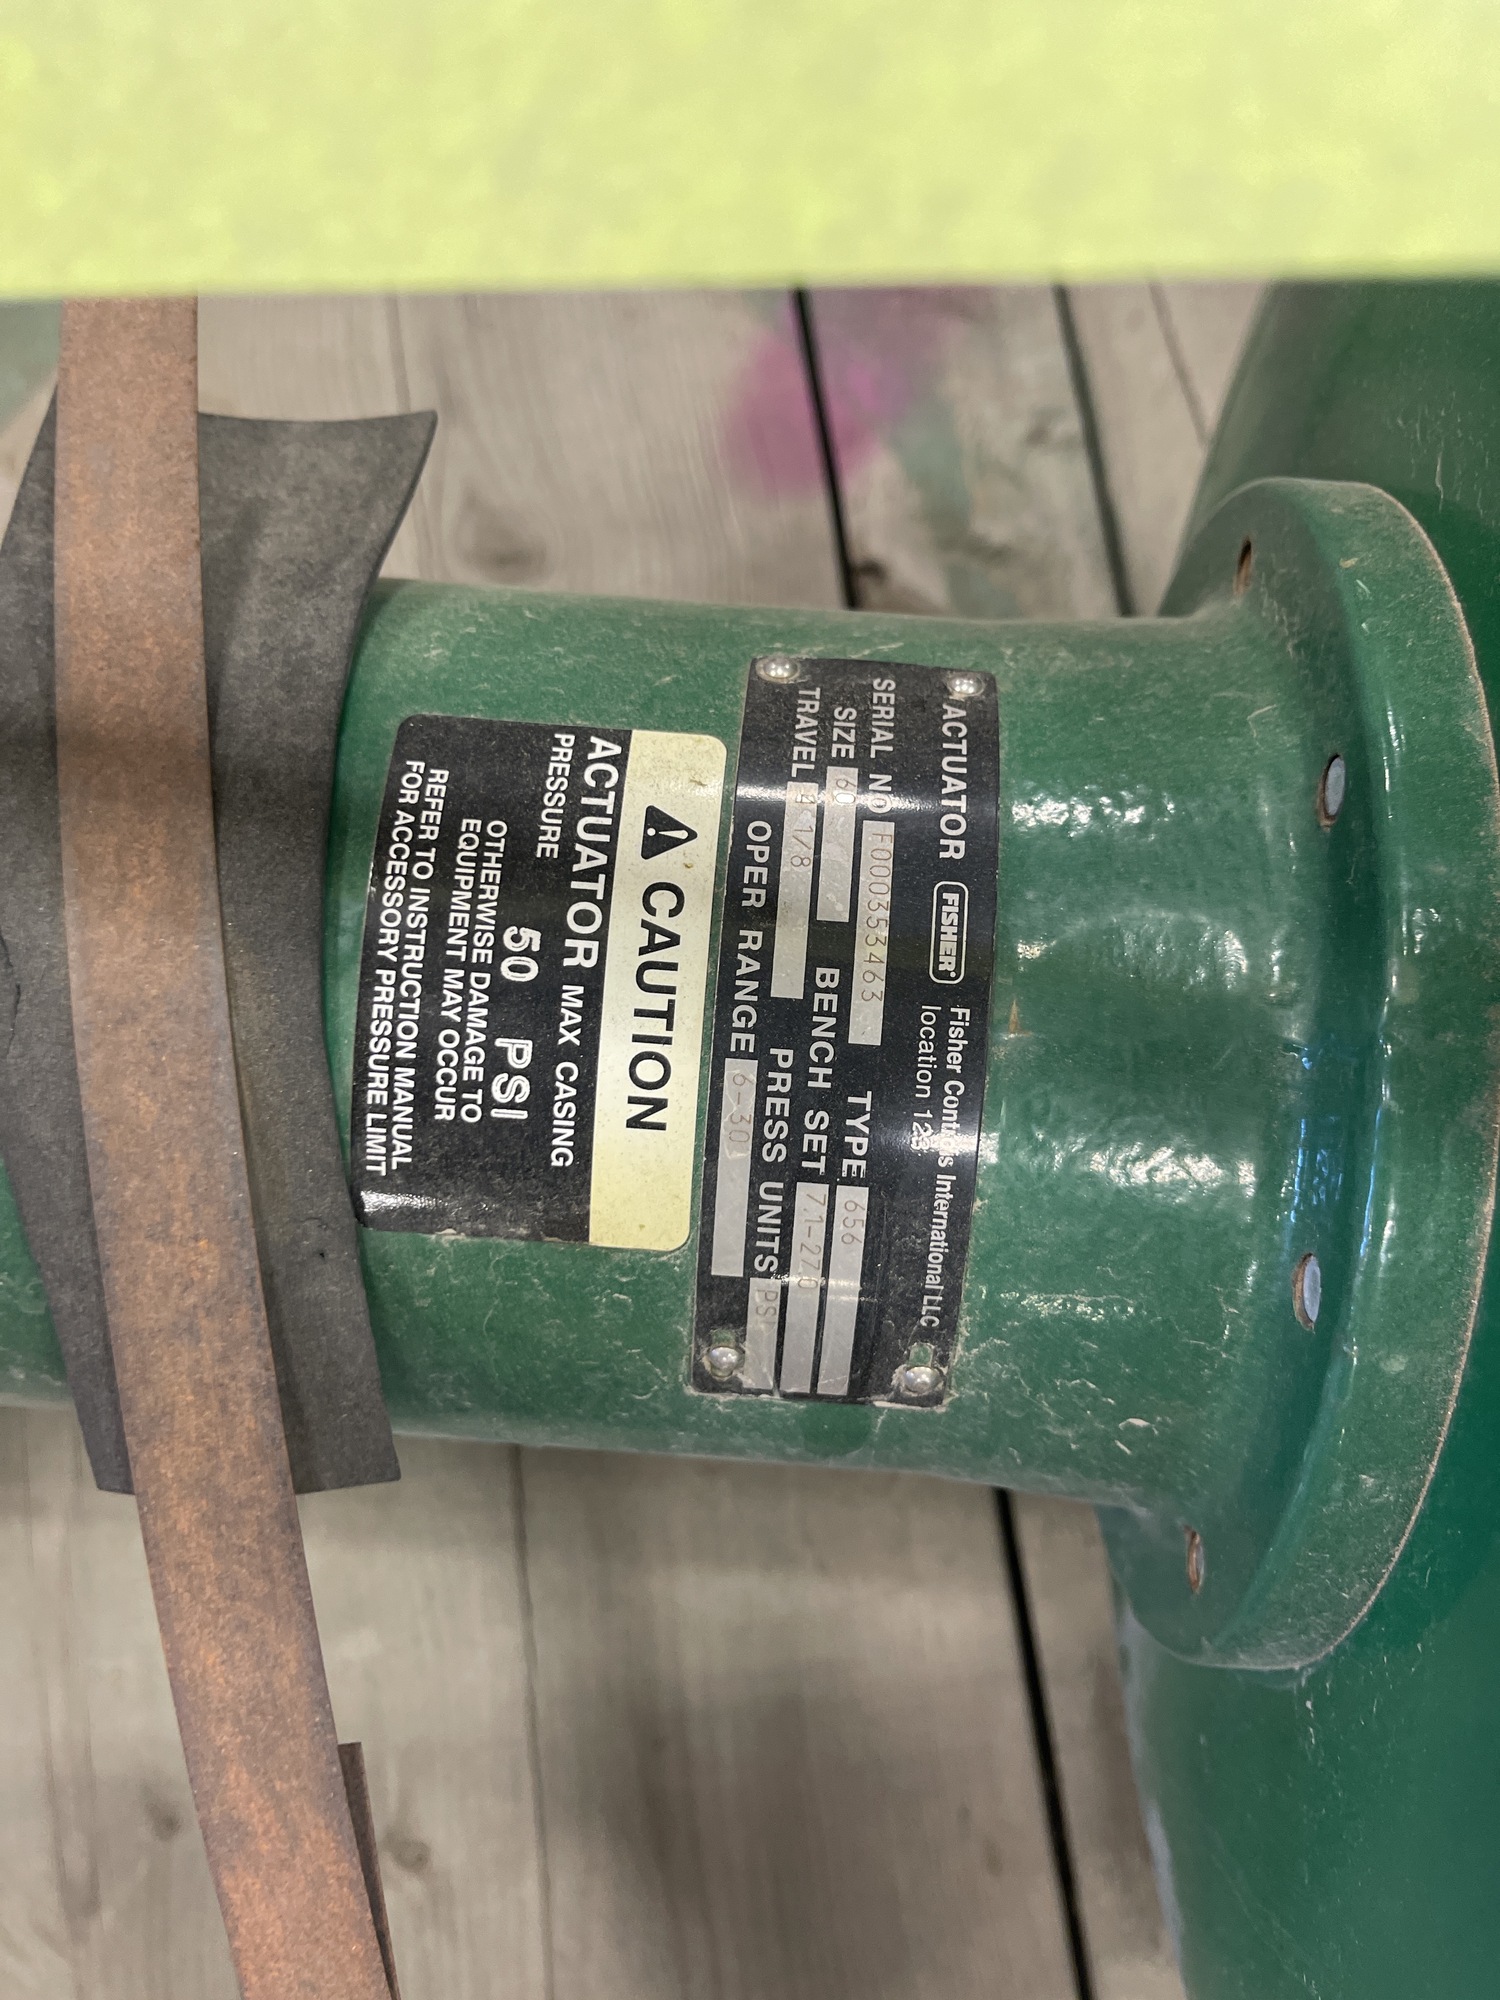 ACTUATOR FISHER® Fisher Controls International LLC
location 123
SERIAL NO F000353463 TYPE 656
SIZE 60 BENCH SET 7.1-27.0
TRAVEL 4 1/8 PRESS UNITS PSI
OPER RANGE 6-30
CAUTION
ACTUATOR MAX CASING
PRESSURE
50 PSI
OTHERWISE DAMAGE TO
EQUIPMENT MAY OCCUR
REFER TO INSTRUCTION MANUAL
FOR ACCESSORY PRESSURE LIMIT